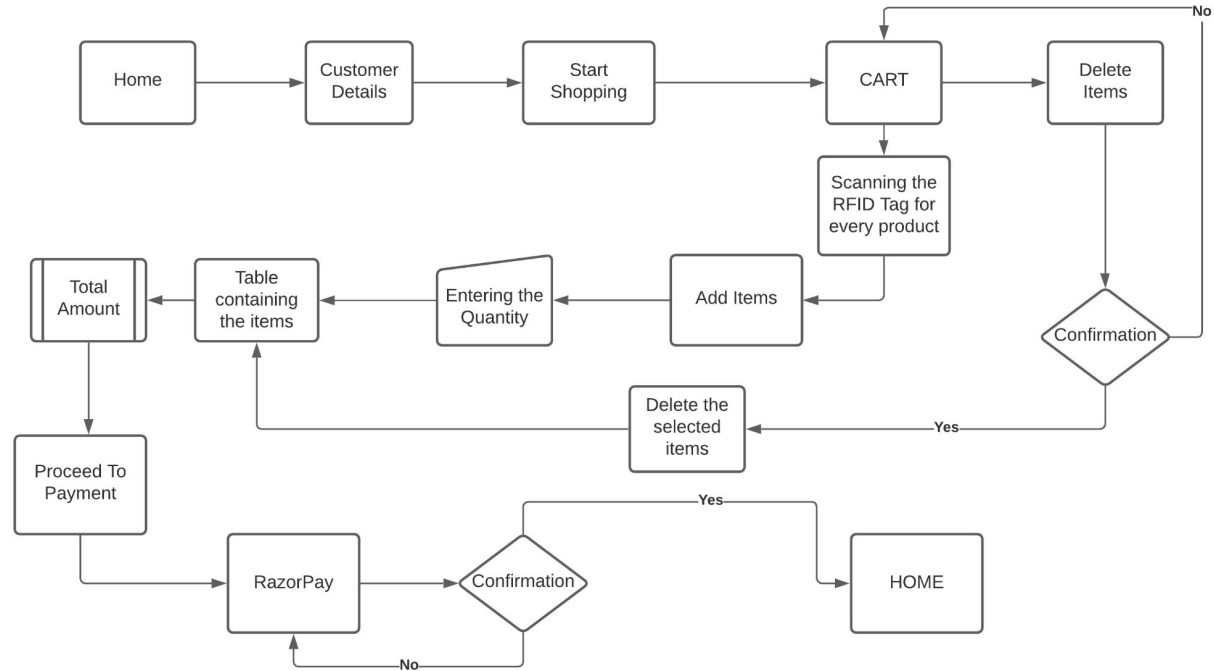 No
Home
Customer
Details
Start
Shopping
CART
Delete
Items
Scanning the
RFID Tag for
every product
Total
Amount
Table
containing
the items
Entering the
Quantity
Add Items
Confirmation
Delete the
selected
items
Yes
Proceed To
Payment
Yes
RazorPay
Confirmation
HOME
No